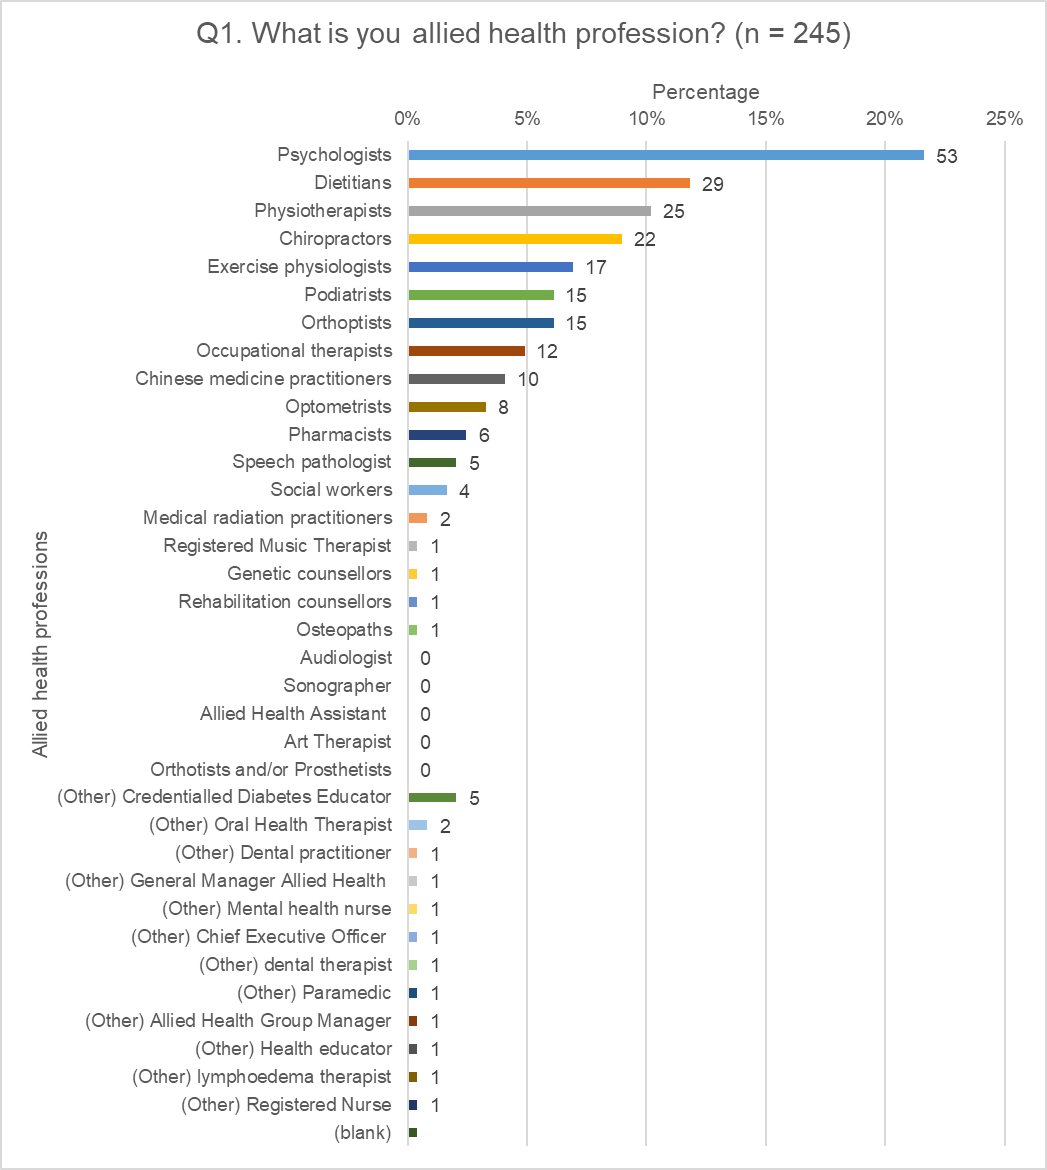 Q1. What is you allied health profession? (n = 245)
Percentage
0% 5% 10% 15% 20% 25%
Allied health professions
Psychologists 53
Dietitians 29
Physiotherapists 25
Chiropractors 22
Exercise physiologists 17
Podiatrists 15
Orthoptists 15
Occupational therapists 12
Chinese medicine practitioners 10
Optometrists 8
Pharmacists 6
Speech pathologist 5
Social workers 4
Medical radiation practitioners 2
Registered Music Therapist 1
Genetic counsellors 1
Rehabilitation counsellors 1
Osteopaths 1
Audiologist 0
Sonographer 0
Allied Health Assistant 0
Art Therapist 0
Orthotists and/or Prosthetists 0
(Other) Credentialled Diabetes Educator 5
(Other) Oral Health Therapist 2
(Other) Dental practitioner 1
(Other) General Manager Allied Health 1
(Other) Mental health nurse 1
(Other) Chief Executive Officer 1
(Other) dental therapist 1
(Other) Paramedic 1
(Other) Allied Health Group Manager 1
(Other) Health educator 1
(Other) lymphoedema therapist 1
(Other) Registered Nurse 1
(blank)